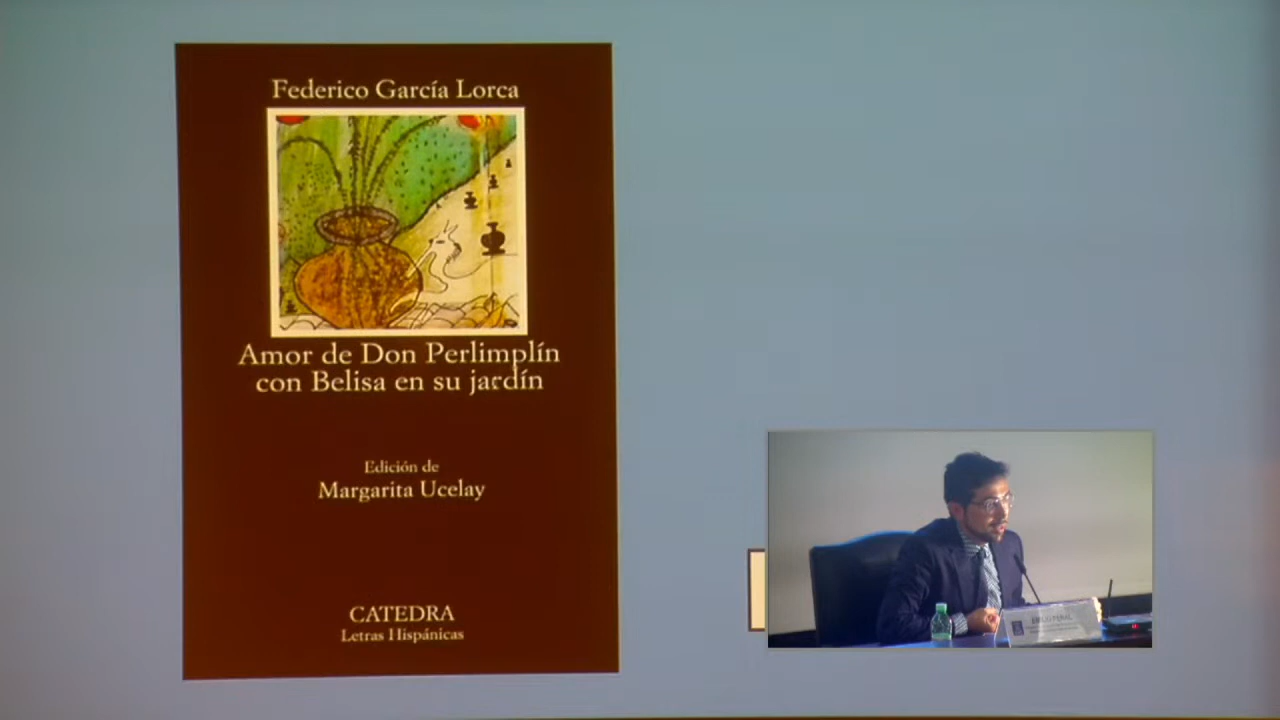 Federico García Lorca
Amor de Don Perlimplín
con Belisa en su jardín
Edición de
Margarita Ucelay
CATEDRA
Letras Hispánicas